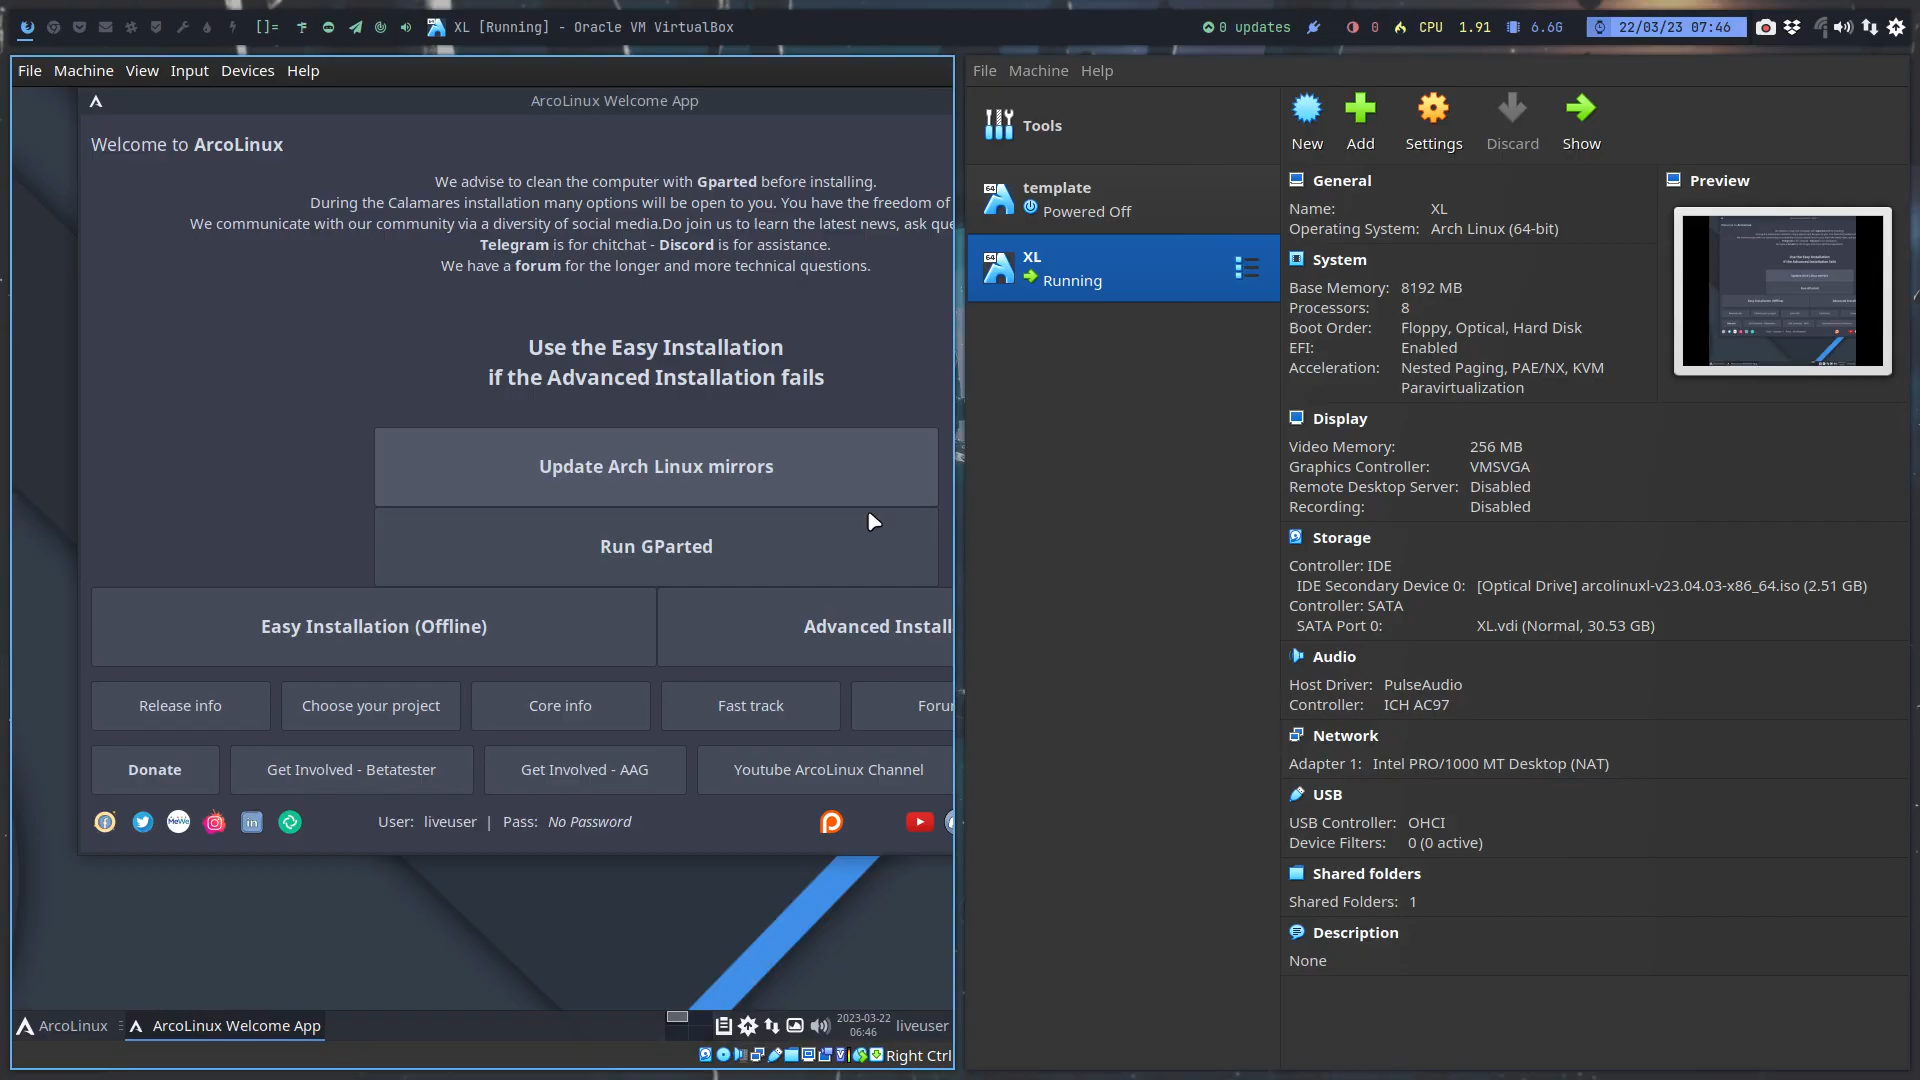 []= XL [Running] - Oracle VM VirtualBox 0 updates 0 CPU 1.91 6.6G 22/03/23 07:46
File Machine View Input Devices Help
ArcoLinux Welcome App
Welcome to ArcoLinux
We advise to clean the computer with Gparted before installing.
During the Calamares installation many options will be open to you. You have the freedom of
We communicate with our community via a diversity of social media.Do join us to learn the latest news, ask que
Telegram is for chitchat - Discord is for assistance.
We have a forum for the longer and more technical questions.
Use the Easy Installation
if the Advanced Installation fails
Update Arch Linux mirrors
Run GParted
Easy Installation (Offline) Advanced Install
Release info Choose your project Core info Fast track Forum
Donate Get Involved - Betatester Get Involved - AAG Youtube ArcoLinux Channel
MeWe in User: liveuser | Pass: No Password
ArcoLinux ArcoLinux Welcome App 2023-03-22 liveuser
06:46
Right Ctrl
File Machine Help
Tools
New Add Settings Discard Show
64 template
Powered Off
64 XL
Running
General
Name: XL
Operating System: Arch Linux (64-bit)
System
Base Memory: 8192 MB
Processors: 8
Boot Order: Floppy, Optical, Hard Disk
EFI: Enabled
Acceleration: Nested Paging, PAE/NX, KVM
Paravirtualization
Preview
Display
Video Memory: 256 MB
Graphics Controller: VMSVGA
Remote Desktop Server: Disabled
Recording: Disabled
Storage
Controller: IDE
IDE Secondary Device 0: [Optical Drive] arcolinuxl-v23.04.03-x86_64.iso (2.51 GB)
Controller: SATA
SATA Port 0: XL.vdi (Normal, 30.53 GB)
Audio
Host Driver: PulseAudio
Controller: ICH AC97
Network
Adapter 1: Intel PRO/1000 MT Desktop (NAT)
USB
USB Controller: OHCI
Device Filters: 0 (0 active)
Shared folders
Shared Folders: 1
Description
None